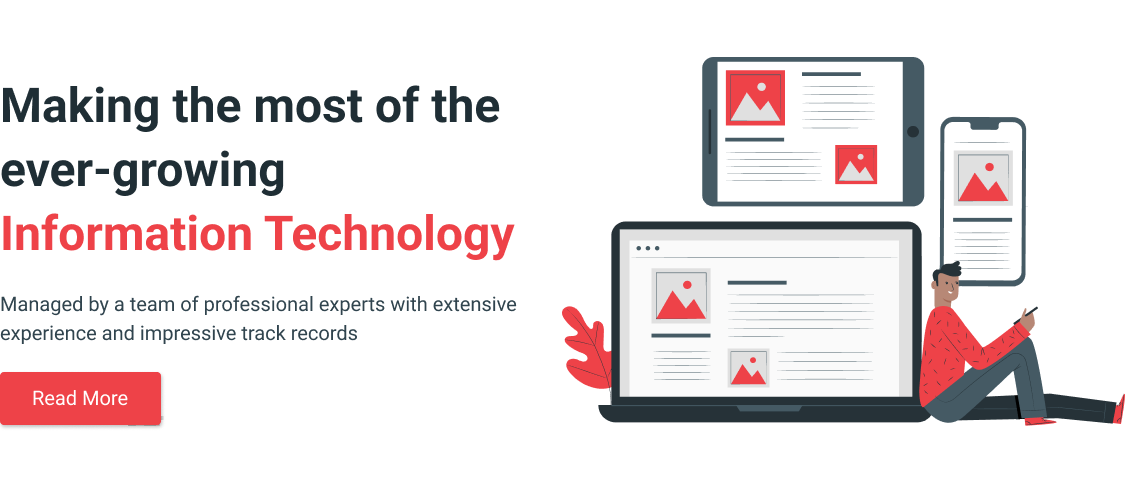 Making the most of the
ever-growing
Information Technology
Managed by a team of professional experts with extensive
experience and impressive track records
Read More